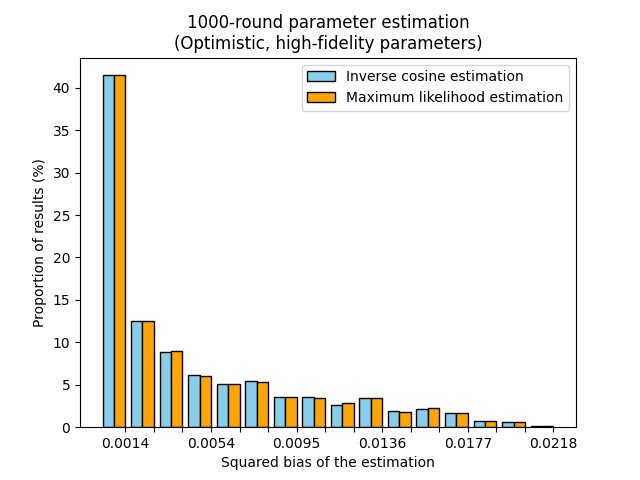 1000-round parameter estimation
(Optimistic, high-fidelity parameters)
Inverse cosine estimation
Maximum likelihood estimation
Proportion of results (%)
40
35
30
25
20
15
10
5
0
0.0014 0.0054 0.0095 0.0136 0.0177 0.0218
Squared bias of the estimation